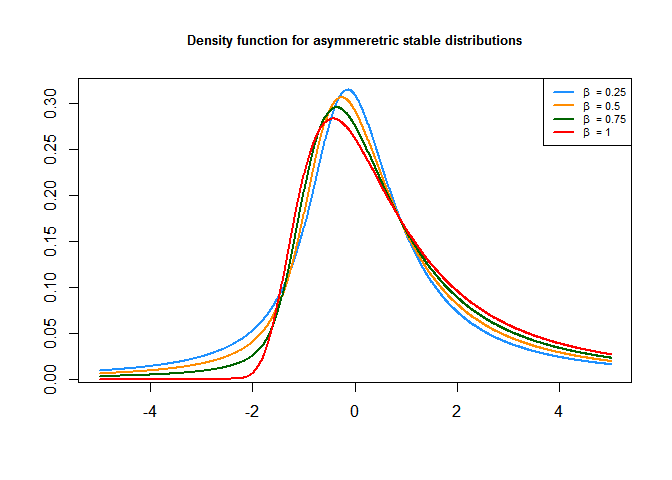 Density function for asymmeretric stable distributions
β = 0.25
β = 0.5
β = 0.75
β = 1
0.30
0.25
0.20
0.15
0.10
0.05
0.00
-4 -2 0 2 4